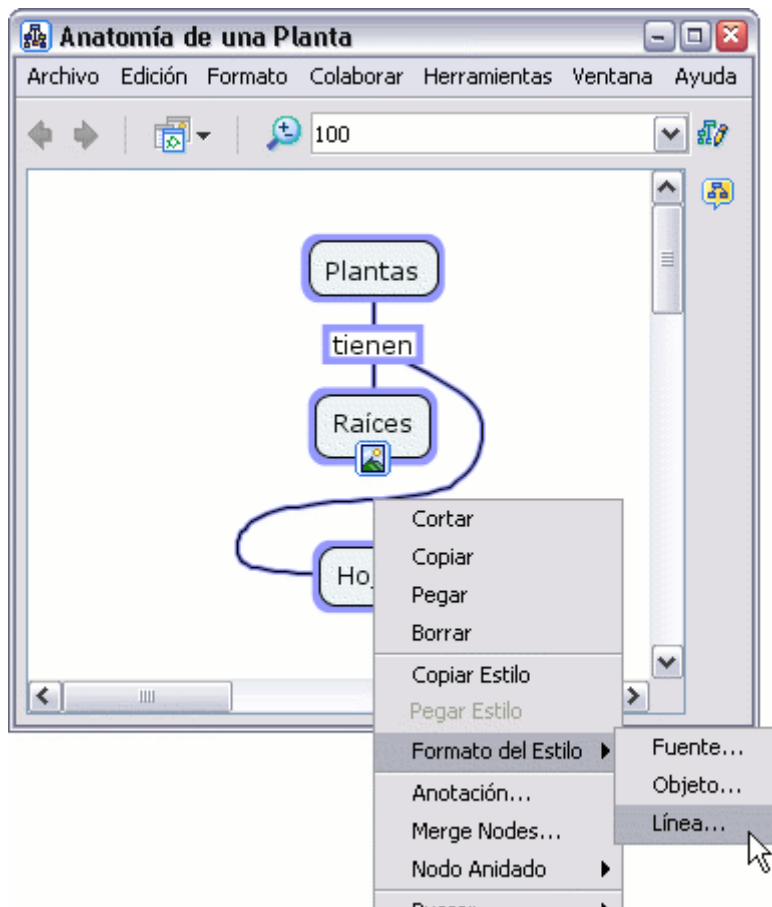 Anatomía de una Planta
Archivo Edición Formato Colaborar Herramientas Ventana Ayuda
100
Plantas
tienen
Raíces
Cortar
Copiar
Pegar
Borrar
Copiar Estilo
Pegar Estilo
Formato del Estilo
Fuente...
Objeto...
Línea...
Anotación...
Merge Nodes...
Nodo Anidado